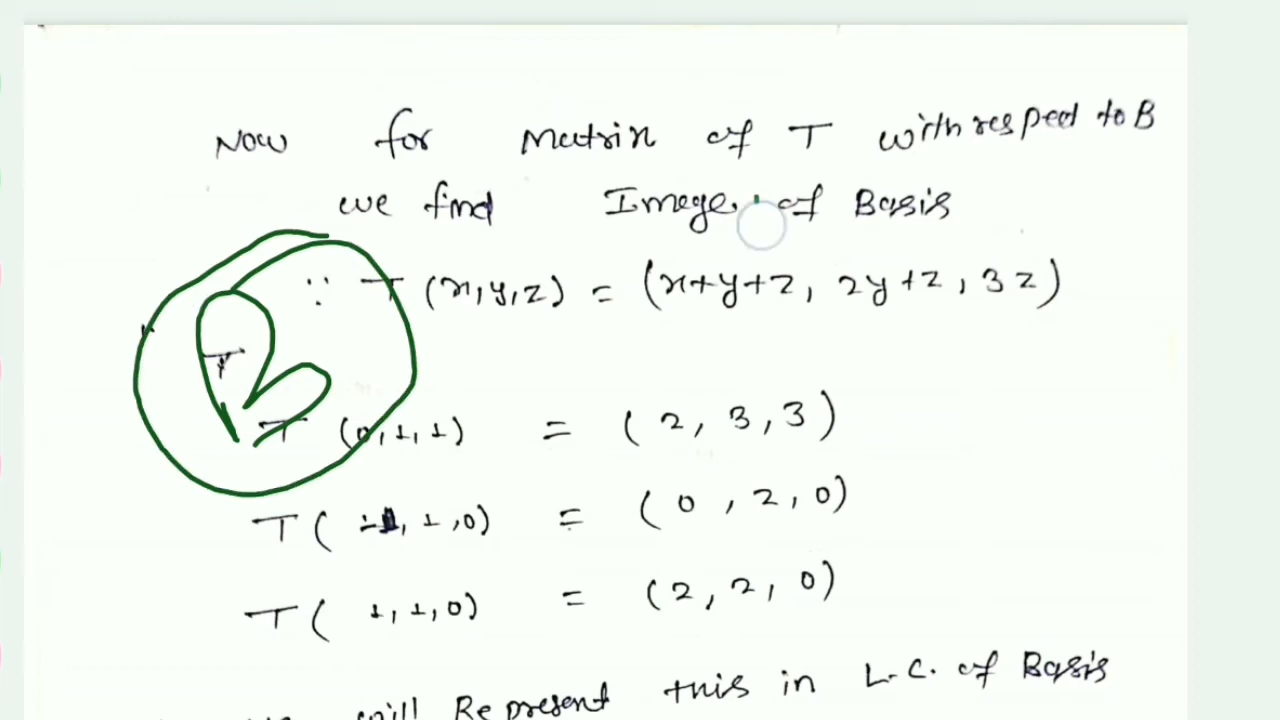 Now for Matrix of T with respect to B
we find Image of Basis
∵ T (x,y,z) = (x+y+z, 2y+z, 3z)
B
T
T (0,1,1) = (2,3,3)
T(-1,1,0) = (0,2,0)
T(1,1,0) = (2,2,0)
will Represent this in L.C. of Basis